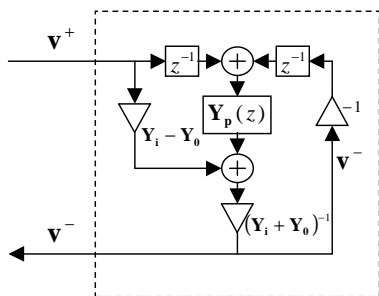 v⁺
z⁻¹ + z⁻¹
Yₚ(z)
−1
Yᵢ − Y₀
v⁻
+
v⁻
(Yᵢ + Y₀)⁻¹